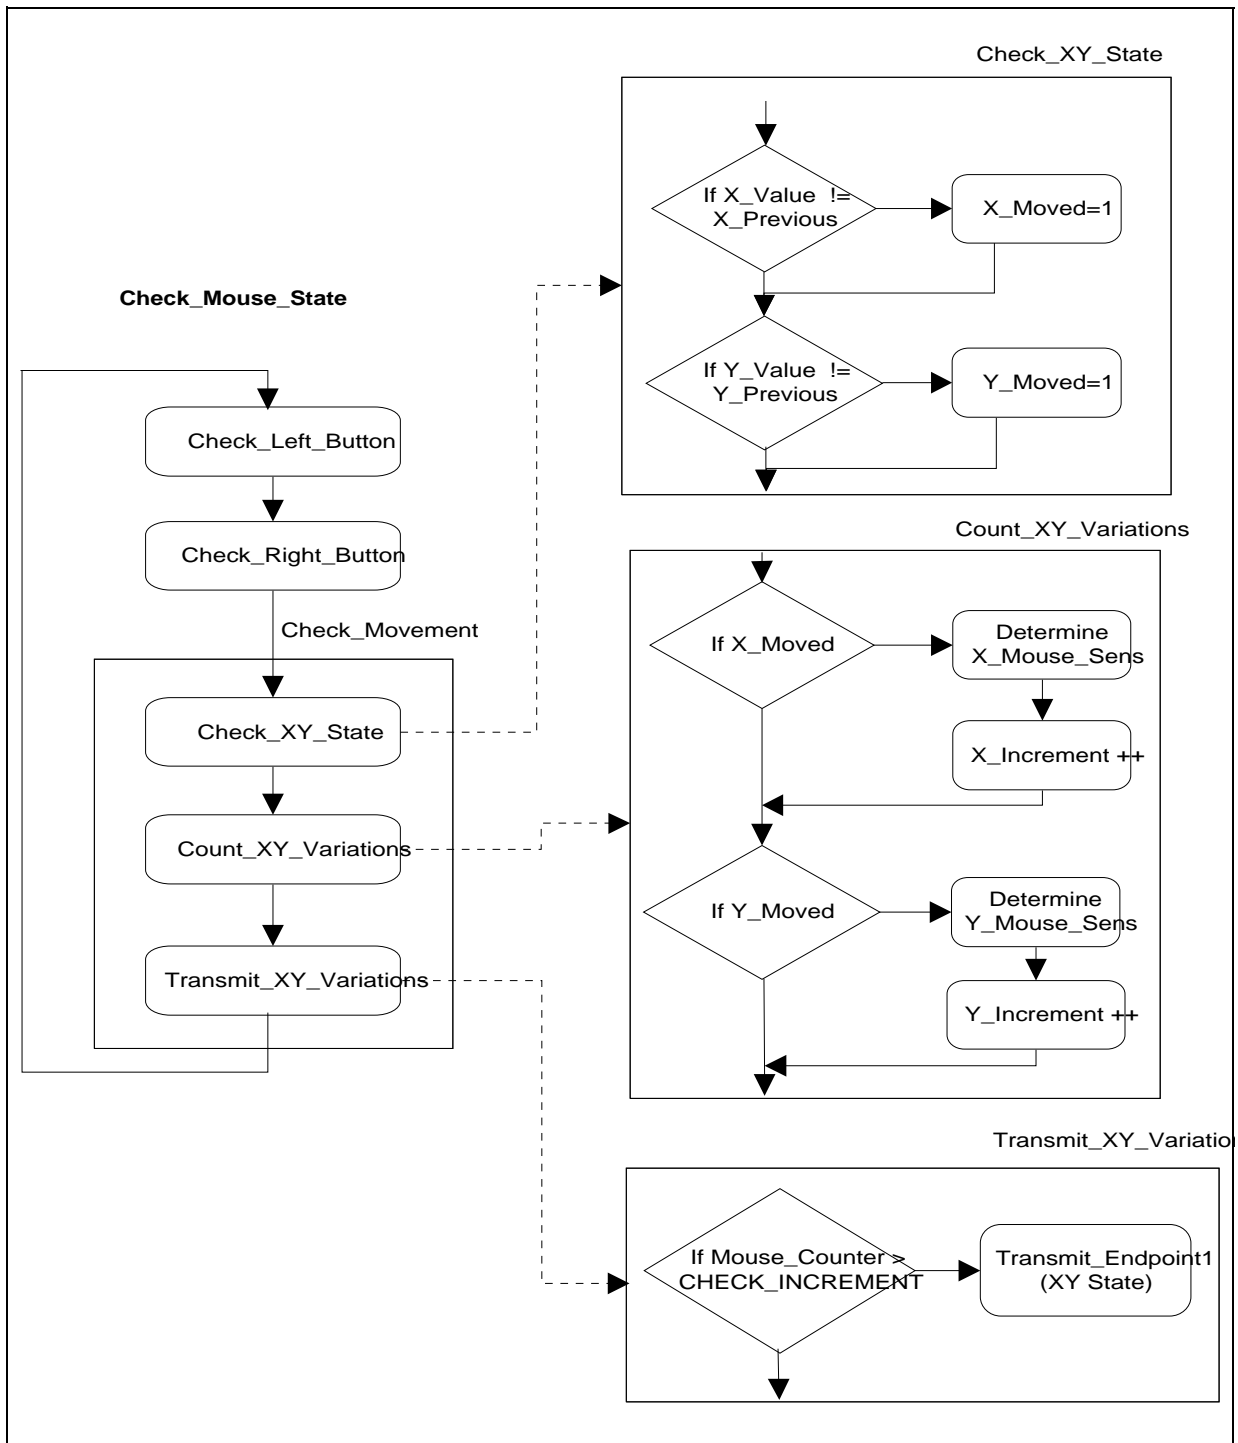 Check_Mouse_State
Check_Left_Button
Check_Right_Button
Check_Movement
Check_XY_State
Count_XY_Variations
Transmit_XY_Variations
Check_XY_State
If X_Value !=
X_Previous
X_Moved=1
If Y_Value !=
Y_Previous
Y_Moved=1
Count_XY_Variations
If X_Moved
Determine
X_Mouse_Sens
X_Increment ++
If Y_Moved
Determine
Y_Mouse_Sens
Y_Increment ++
Transmit_XY_Variatio
If Mouse_Counter >
CHECK_INCREMENT
Transmit_Endpoint1
(XY State)